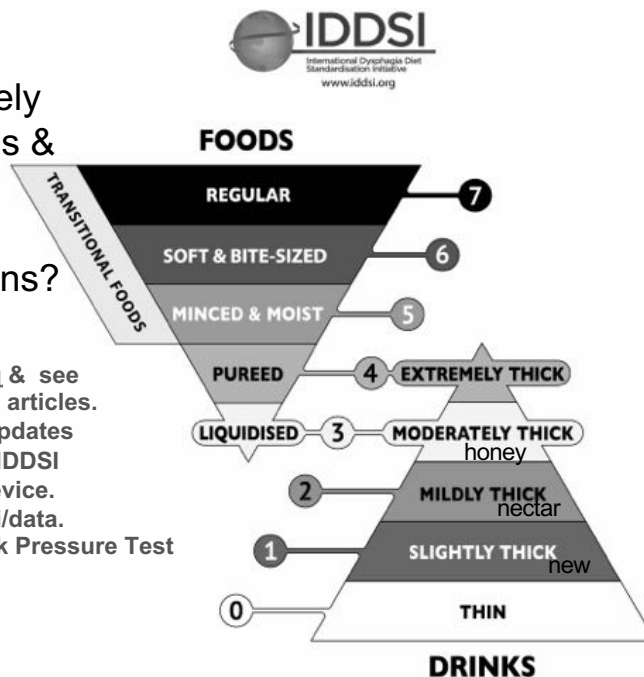 IDDSI
International Dysphagia Diet
Standardisation Initiative
www.iddsi.org
ely
s &
ns?
& see
articles.
pdates
IDDSI
evice.
/data.
k Pressure Test
FOODS
TRANSITIONAL FOODS
REGULAR
7
SOFT & BITE-SIZED
6
MINCED & MOIST
5
PUREED
4
EXTREMELY THICK
LIQUIDISED
3
MODERATELY THICK
honey
2
MILDLY THICK
nectar
1
SLIGHTLY THICK
new
0
THIN
DRINKS